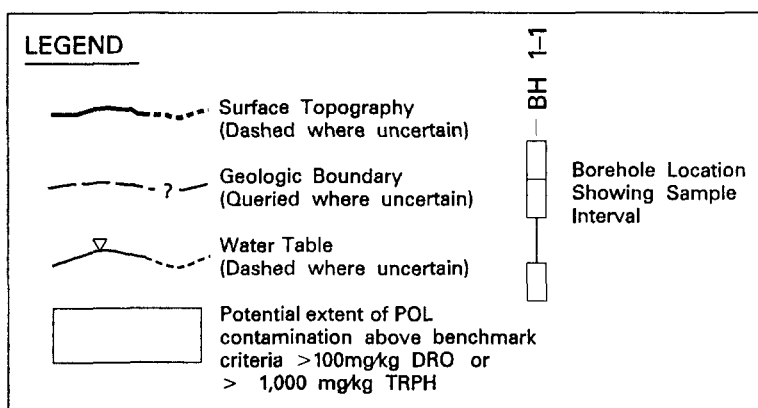 LEGEND
Surface Topography
(Dashed where uncertain)
?
Geologic Boundary
(Queried where uncertain)
Water Table
(Dashed where uncertain)
Potential extent of POL
contamination above benchmark
criteria >100mg/kg DRO or
> 1,000 mg/kg TRPH
BH 1-1
Borehole Location
Showing Sample
Interval